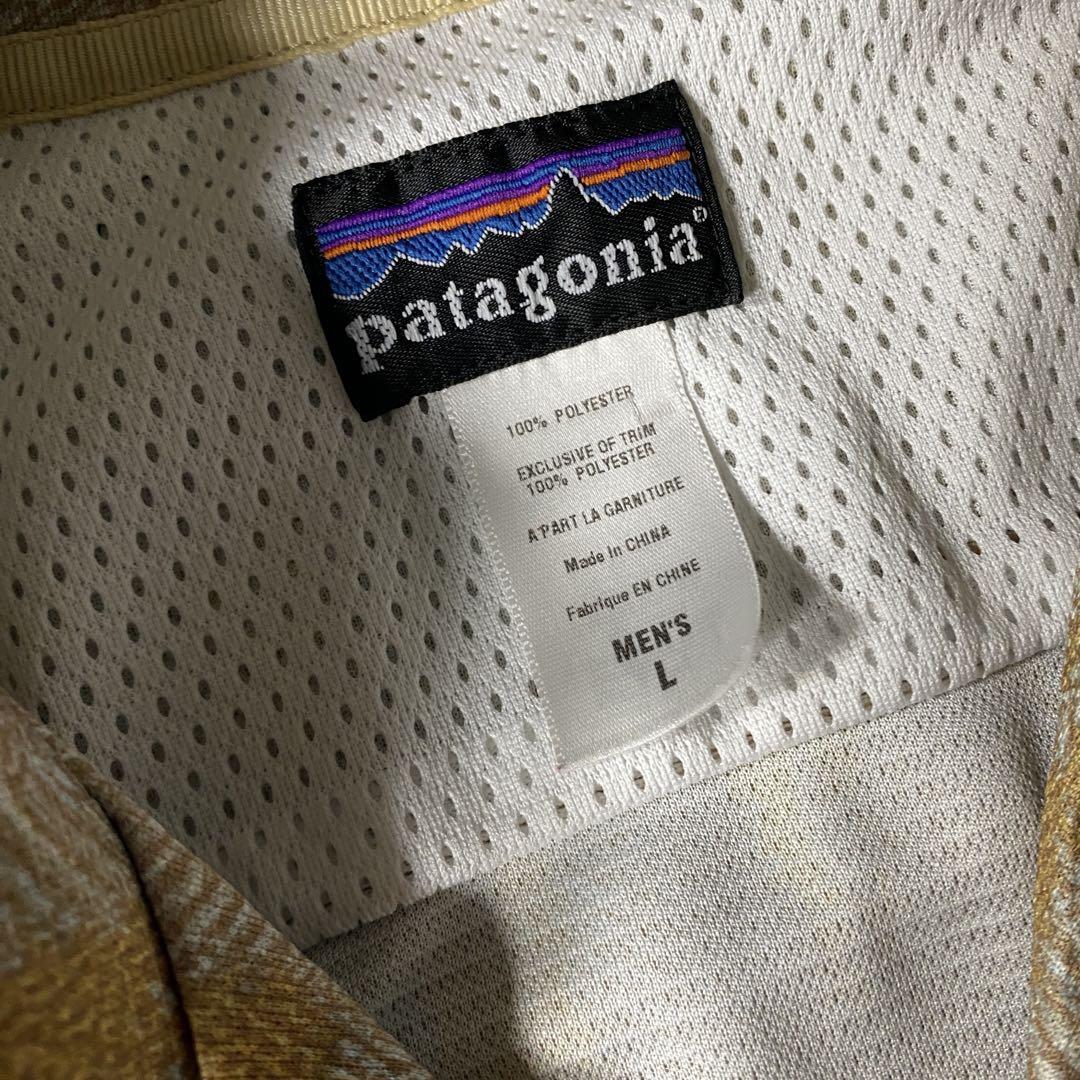 patagonia®
100% POLYESTER
EXCLUSIVE OF TRIM
100% POLYESTER
A'PART LA GARNITURE
Made In CHINA
Fabrique EN CHINE
MEN'S
L